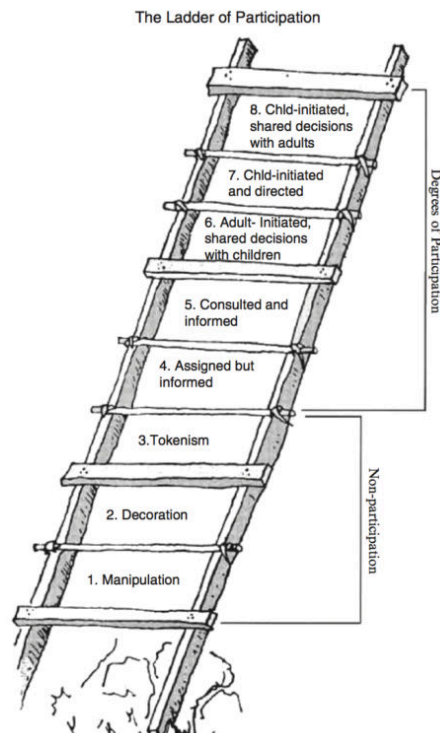 The Ladder of Participation
8. Chld-initiated,
shared decisions
with adults
7. Chld-initiated
and directed
6. Adult- Initiated,
shared decisions
with children
5. Consulted and
informed
4. Assigned but
informed
3.Tokenism
2. Decoration
1. Manipulation
Degrees of Participation
Non-participation